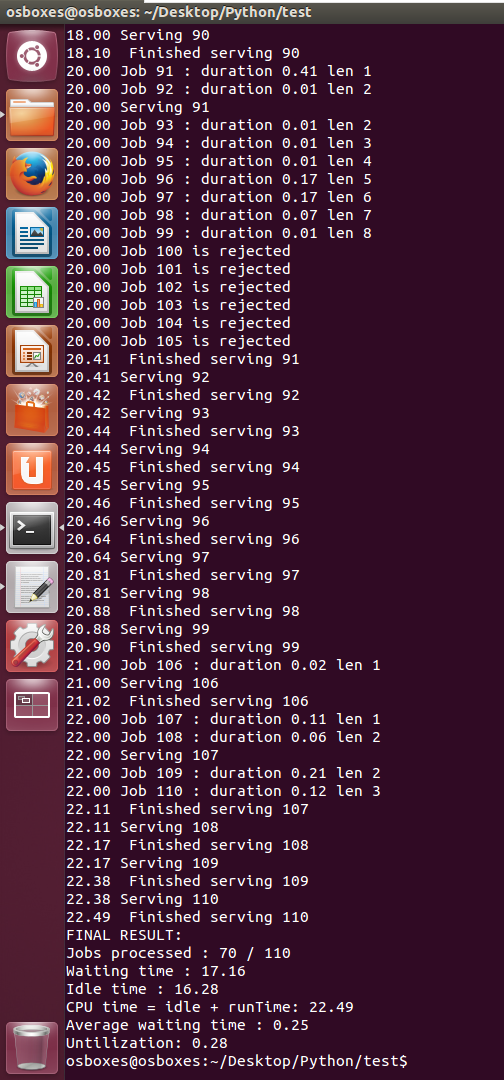 osboxes@osboxes: ~/Desktop/Python/test
18.00 Serving 90
18.10  Finished serving 90
20.00 Job 91 : duration 0.41 len 1
20.00 Job 92 : duration 0.01 len 2
20.00 Serving 91
20.00 Job 93 : duration 0.01 len 2
20.00 Job 94 : duration 0.01 len 3
20.00 Job 95 : duration 0.01 len 4
20.00 Job 96 : duration 0.17 len 5
20.00 Job 97 : duration 0.17 len 6
20.00 Job 98 : duration 0.07 len 7
20.00 Job 99 : duration 0.01 len 8
20.00 Job 100 is rejected
20.00 Job 101 is rejected
20.00 Job 102 is rejected
20.00 Job 103 is rejected
20.00 Job 104 is rejected
20.00 Job 105 is rejected
20.41  Finished serving 91
20.41 Serving 92
20.42  Finished serving 92
20.42 Serving 93
20.44  Finished serving 93
20.44 Serving 94
20.45  Finished serving 94
20.45 Serving 95
20.46  Finished serving 95
20.46 Serving 96
20.64  Finished serving 96
20.64 Serving 97
20.81  Finished serving 97
20.81 Serving 98
20.88  Finished serving 98
20.88 Serving 99
20.90  Finished serving 99
21.00 Job 106 : duration 0.02 len 1
21.00 Serving 106
21.02  Finished serving 106
22.00 Job 107 : duration 0.11 len 1
22.00 Job 108 : duration 0.06 len 2
22.00 Serving 107
22.00 Job 109 : duration 0.21 len 2
22.00 Job 110 : duration 0.12 len 3
22.11  Finished serving 107
22.11 Serving 108
22.17  Finished serving 108
22.17 Serving 109
22.38  Finished serving 109
22.38 Serving 110
22.49  Finished serving 110
FINAL RESULT:
Jobs processed : 70 / 110
Waiting time : 17.16
Idle time : 16.28
CPU time = idle + runTime: 22.49
Average waiting time : 0.25
Untilization: 0.28
osboxes@osboxes:~/Desktop/Python/test$